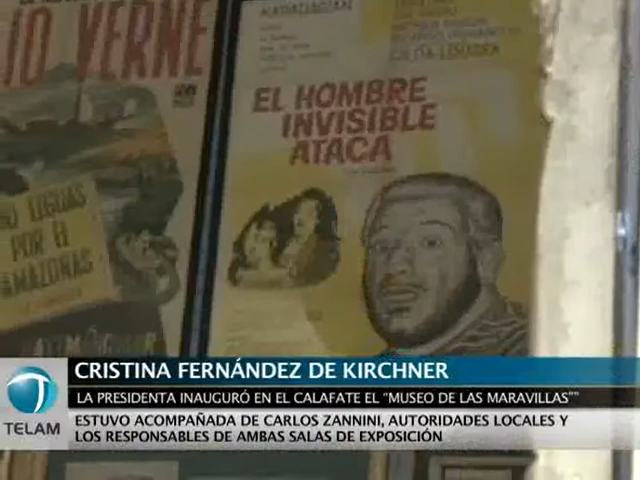 IO VERNE
LEGUAS
POR EL
AMAZONAS
EL HOMBRE
INVISIBLE
ATACA
CRISTINA FERNÁNDEZ DE KIRCHNER
LA PRESIDENTA INAUGURÓ EN EL CALAFATE EL "MUSEO DE LAS MARAVILLAS""
TELAM
ESTUVO ACOMPAÑADA DE CARLOS ZANNINI, AUTORIDADES LOCALES Y
LOS RESPONSABLES DE AMBAS SALAS DE EXPOSICIÓN